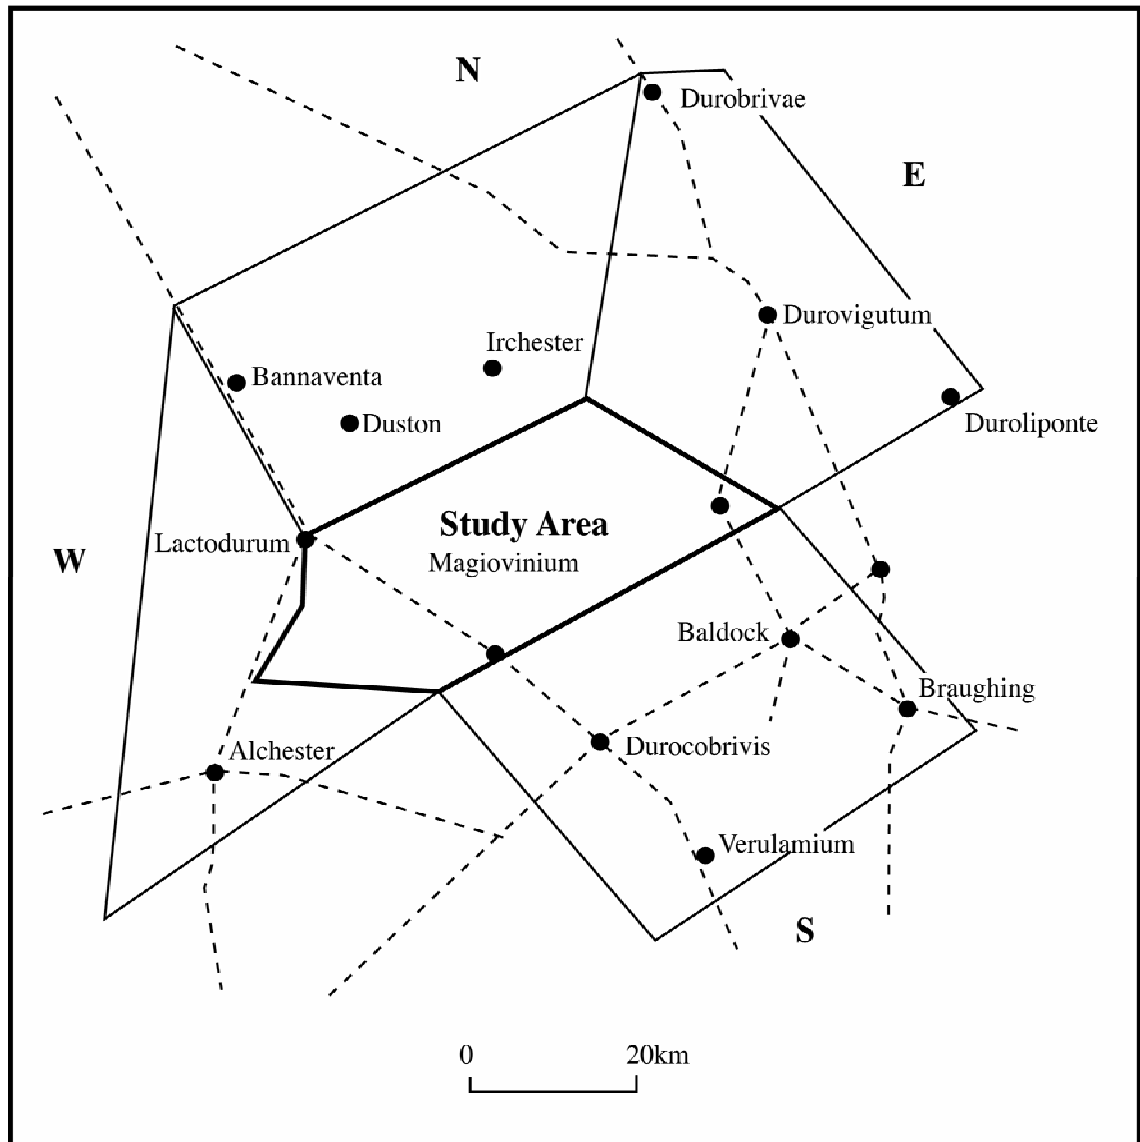 N
Durobrivae
E
Durovigutum
Irchester
Bannaventa
Duston
Duroliponte
Study Area
Magiovinium
Lactodurum
W
Baldock
Braughing
Alchester
Durocobrivis
Verulamium
S
0 20km